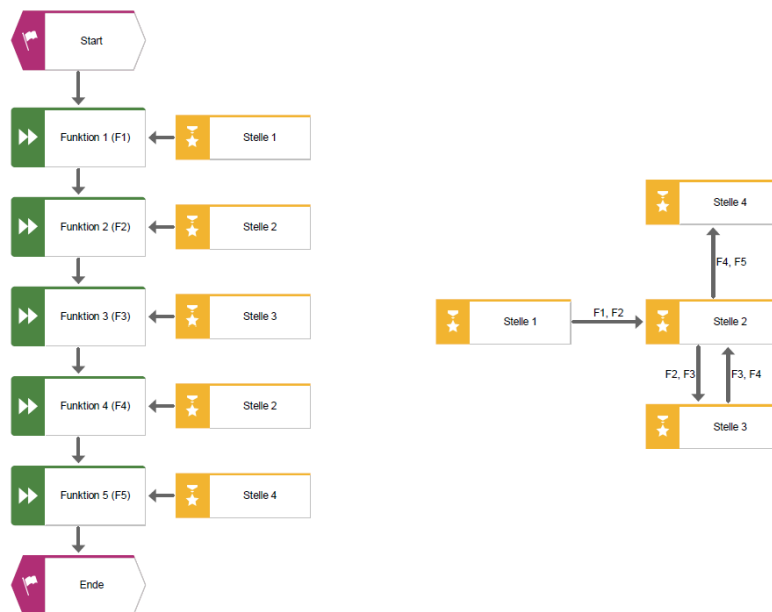 Start
Funktion 1 (F1)
Stelle 1
Funktion 2 (F2)
Stelle 2
Funktion 3 (F3)
Stelle 3
Funktion 4 (F4)
Stelle 2
Funktion 5 (F5)
Stelle 4
Ende
Stelle 4
F4, F5
Stelle 1
F1, F2
Stelle 2
F2, F3
F3, F4
Stelle 3